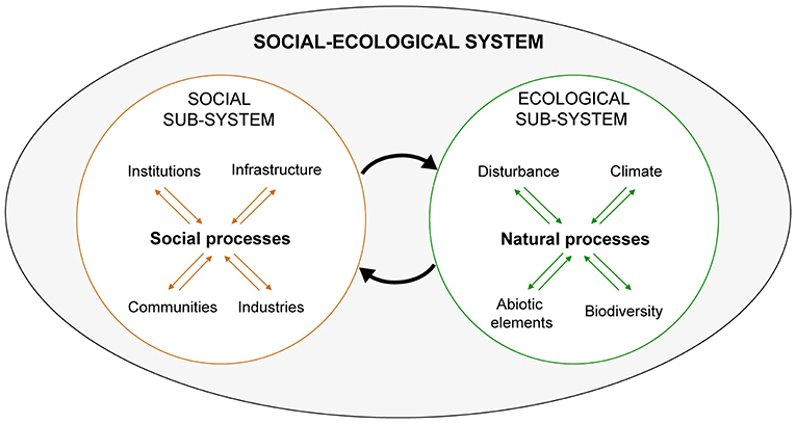 SOCIAL-ECOLOGICAL SYSTEM
SOCIAL
SUB-SYSTEM
Institutions
Infrastructure
Social processes
Communities
Industries
ECOLOGICAL
SUB-SYSTEM
Disturbance
Climate
Natural processes
Abiotic
elements
Biodiversity